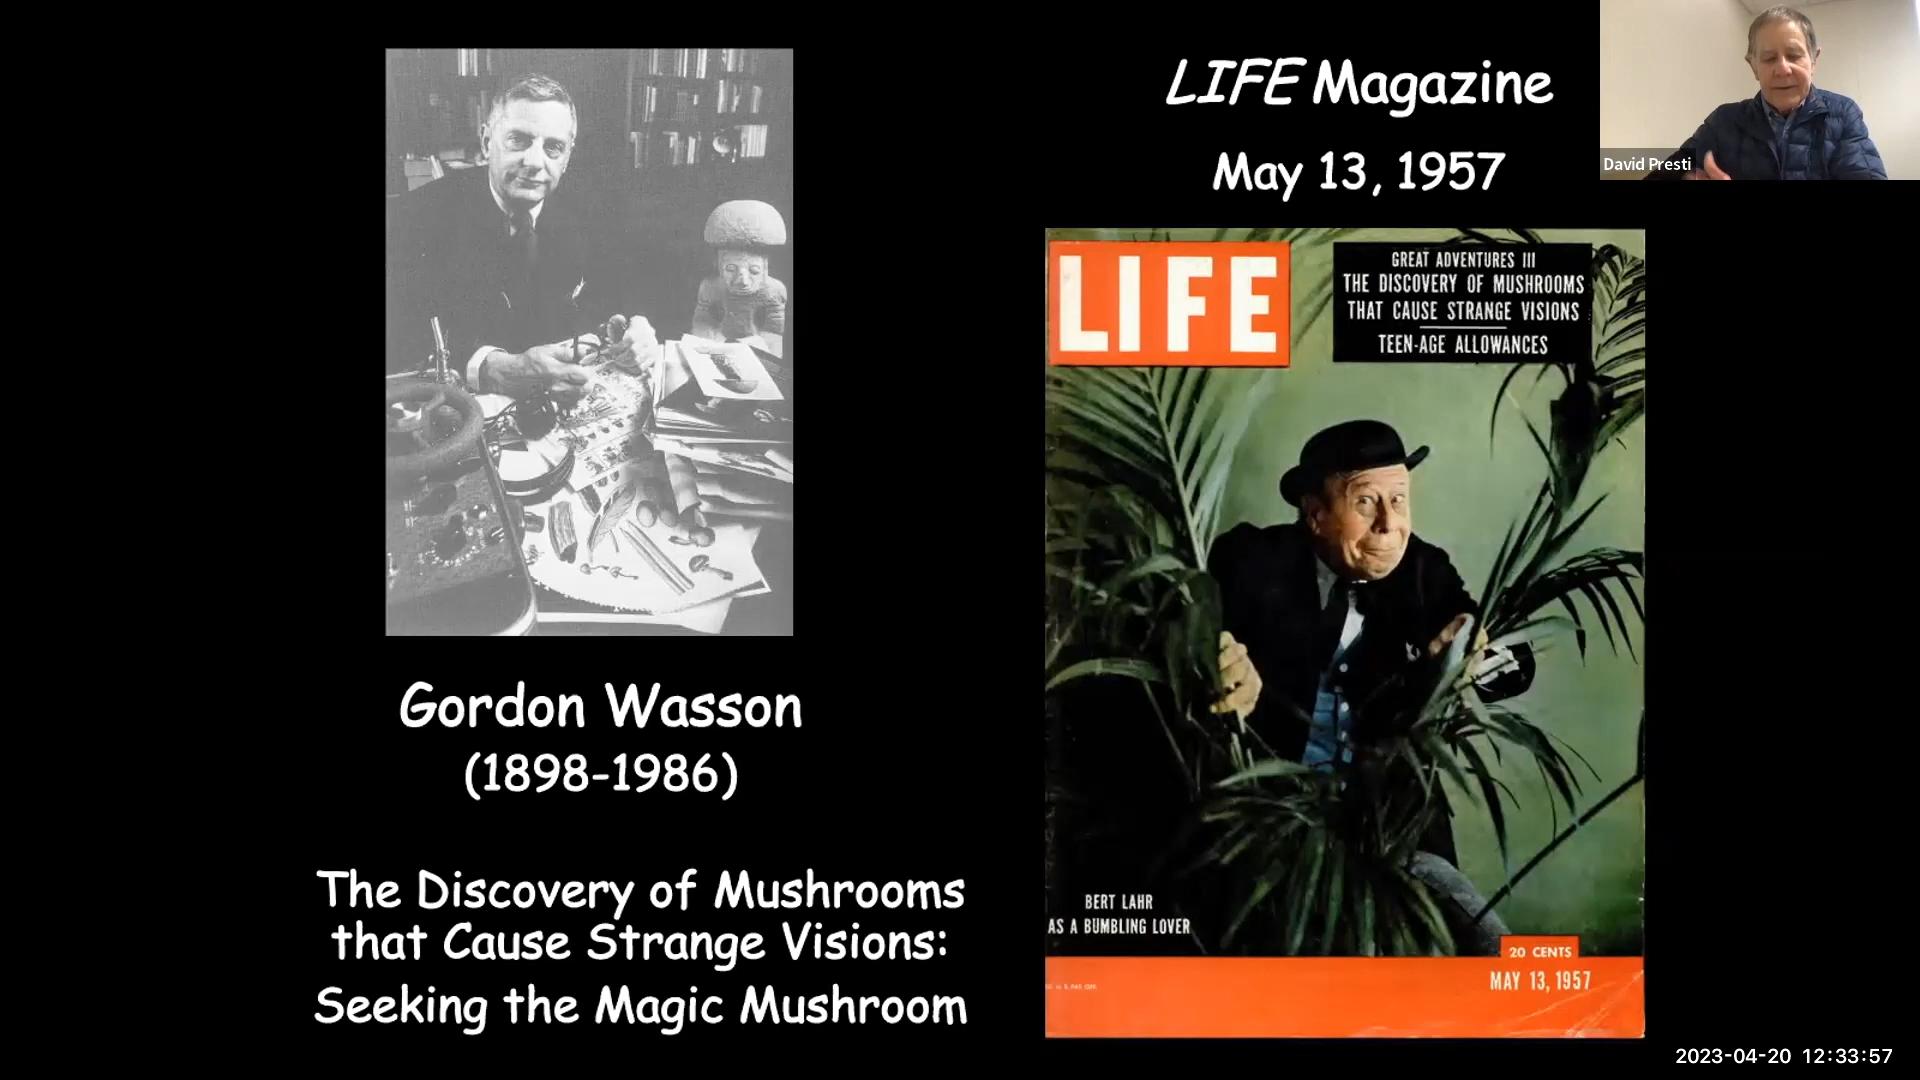 LIFE Magazine
May 13, 1957
David Presti
LIFE
GREAT ADVENTURES III
THE DISCOVERY OF MUSHROOMS
THAT CAUSE STRANGE VISIONS
TEEN-AGE ALLOWANCES
BERT LAHR
AS A BUMBLING LOVER
20 CENTS
MAY 13, 1957
Gordon Wasson
(1898-1986)
The Discovery of Mushrooms
that Cause Strange Visions:
Seeking the Magic Mushroom
2023-04-20 12:33:57